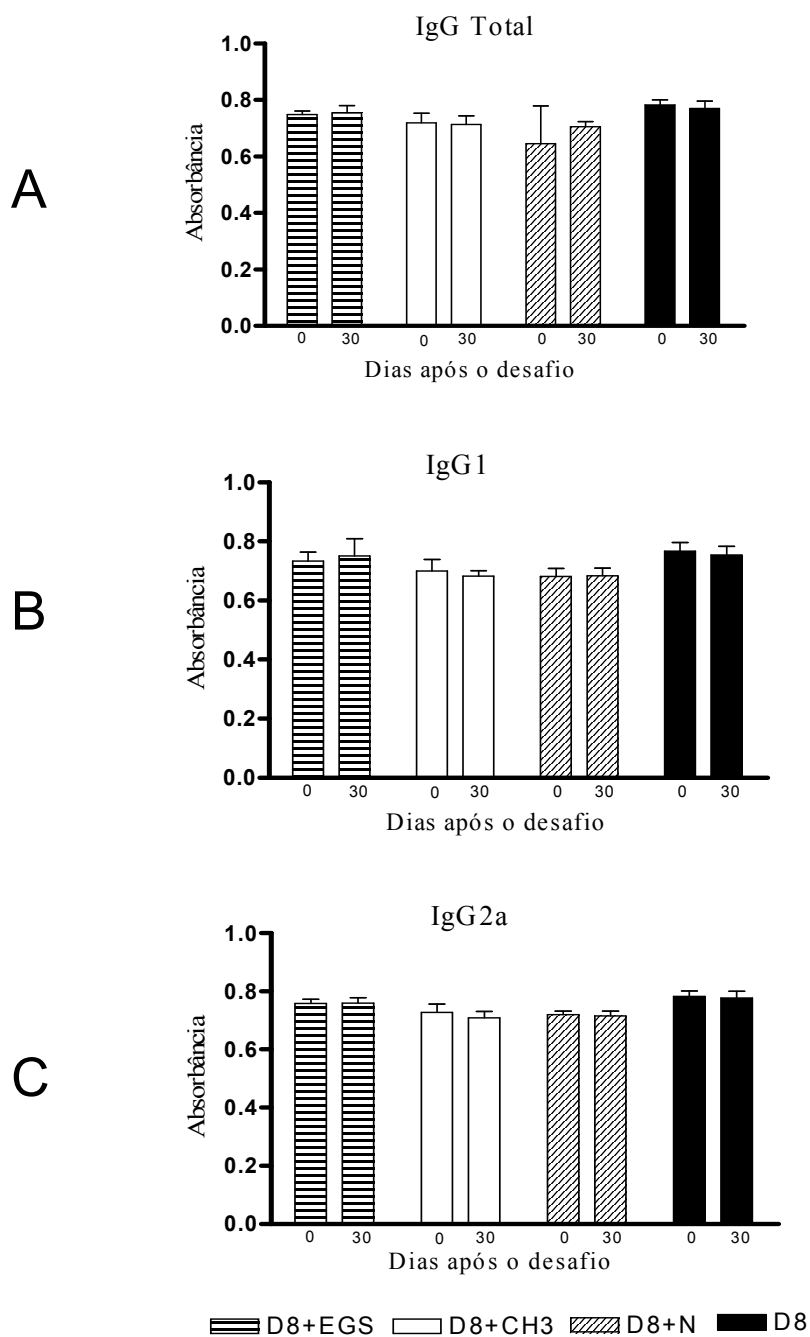 IgG Total
A
Absorbância
1.0
0.8
0.6
0.4
0.2
0.0
0 30 0 30 0 30 0 30
Dias após o desafio
IgG1
B
Absorbância
1.0
0.8
0.6
0.4
0.2
0.0
0 30 0 30 0 30 0 30
Dias após o desafio
IgG2a
C
Absorbância
1.0
0.8
0.6
0.4
0.2
0.0
0 30 0 30 0 30 0 30
Dias após o desafio
D8+EGS D8+CH3 D8+N D8